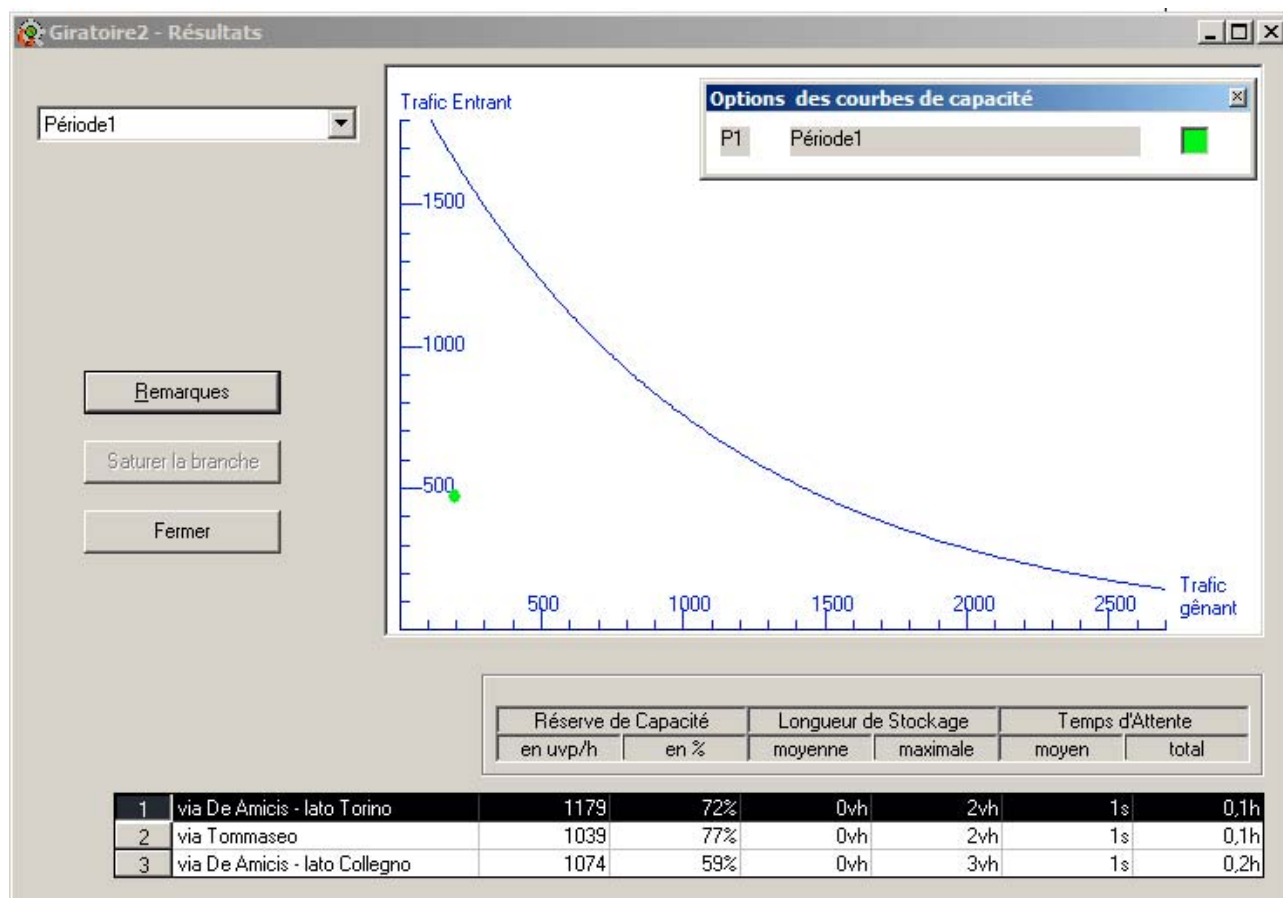 Giratoire2 - Résultats
Période1
Remarques
Saturer la branche
Fermer
Trafic Entrant
1500
1000
500
500 1000 1500 2000 2500
Trafic
gênant
Options des courbes de capacité
P1 Période1
Réserve de Capacité Longueur de Stockage Temps d'Attente
en uvp/h en % moyenne maximale moyen total
1 via De Amicis - lato Torino 1179 72% 0vh 2vh 1s 0,1h
2 via Tommaseo 1039 77% 0vh 2vh 1s 0,1h
3 via De Amicis - lato Collegno 1074 59% 0vh 3vh 1s 0,2h